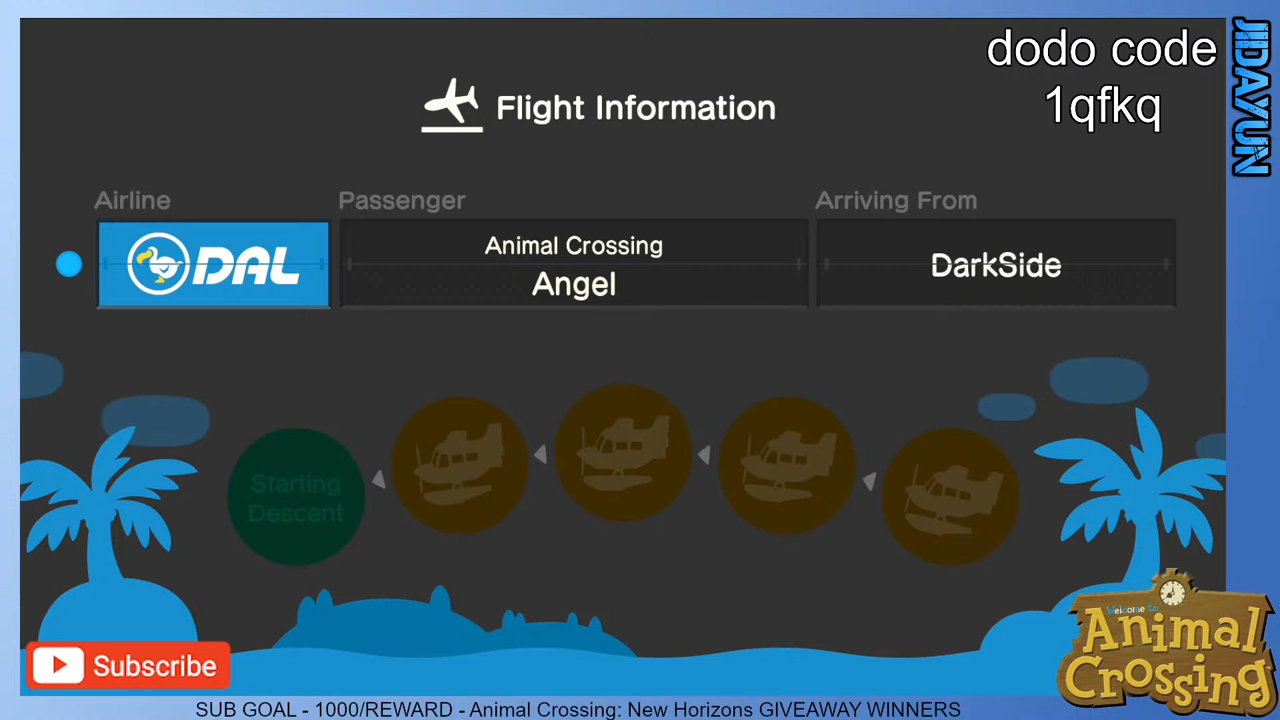 dodo code
1qfkq
JIDAVUN
Flight Information
Airline
Passenger
Arriving From
DAL
Animal Crossing
Angel
DarkSide
Starting
Descent
Welcome to
Animal
Crossing
Subscribe
SUB GOAL - 1000/REWARD - Animal Crossing: New Horizons GIVEAWAY WINNERS